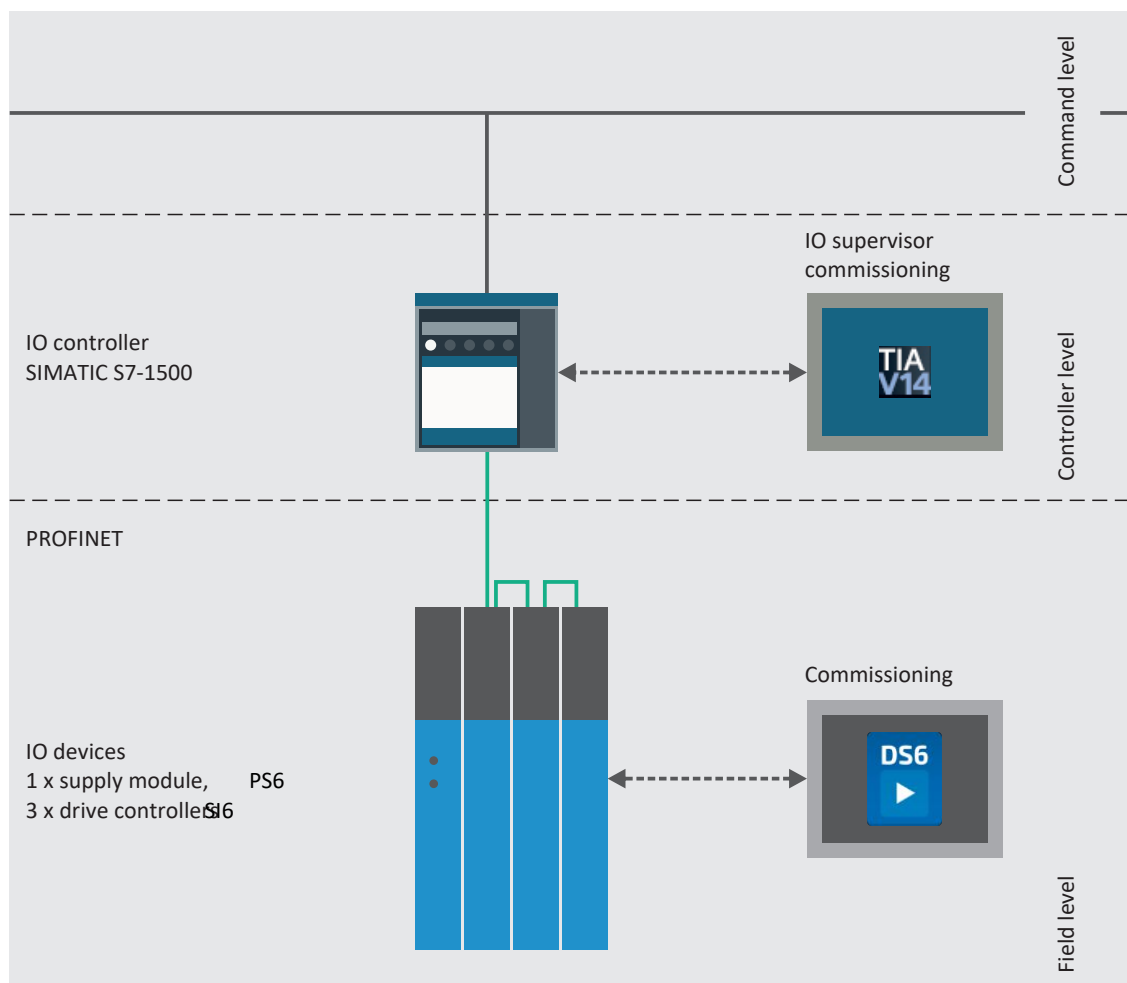 Command level
IO supervisor
commissioning
IO controller
SIMATIC S7-1500
TIA
V14
Controller level
PROFINET
Commissioning
DS6
IO devices
1 x supply module, PS6
3 x drive controllers SI6
Field level